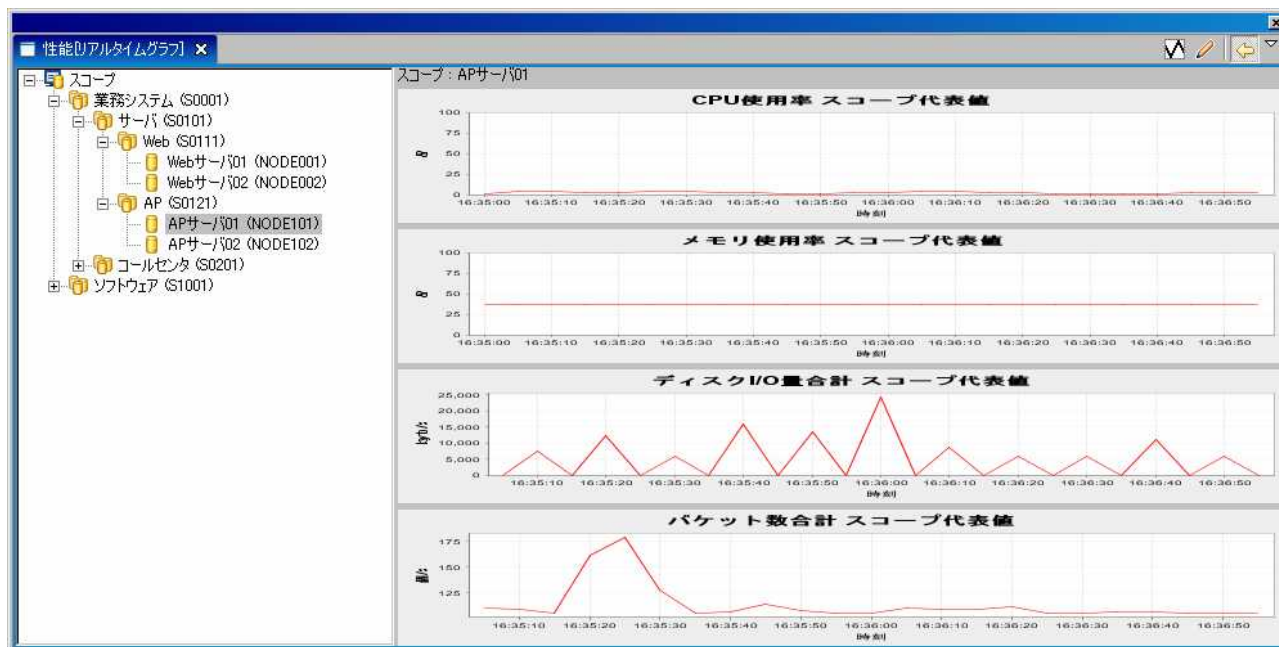 性能[リアルタイムグラフ]
スコープ
業務システム (S0001)
サーバ (S0101)
Web (S0111)
Webサーバ01 (NODE001)
Webサーバ02 (NODE002)
AP (S0121)
APサーバ01 (NODE101)
APサーバ02 (NODE102)
コールセンタ (S0201)
ソフトウェア (S1001)
スコープ : APサーバ01
CPU使用率 スコープ代表値
100
75
50
25
0
16:35:00 16:35:10 16:35:20 16:35:30 16:35:40 16:35:50 16:36:00 16:36:10 16:36:20 16:36:30 16:36:40 16:36:50
時刻
メモリ使用率 スコープ代表値
100
75
50
25
0
16:35:00 16:35:10 16:35:20 16:35:30 16:35:40 16:35:50 16:36:00 16:36:10 16:36:20 16:36:30 16:36:40 16:36:50
時刻
ディスクI/O量合計 スコープ代表値
25,000
20,000
15,000
10,000
5,000
0
16:35:10 16:35:20 16:35:30 16:35:40 16:35:50 16:36:00 16:36:10 16:36:20 16:36:30 16:36:40 16:36:50
時刻
パケット数合計 スコープ代表値
175
150
125
16:35:10 16:35:20 16:35:30 16:35:40 16:35:50 16:36:00 16:36:10 16:36:20 16:36:30 16:36:40 16:36:50
時刻